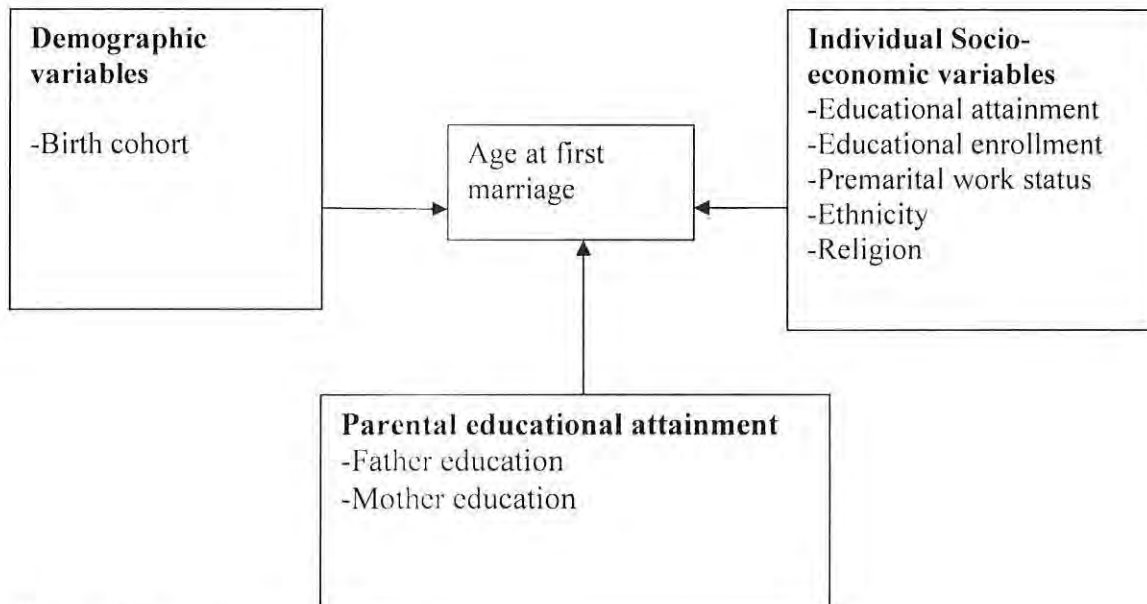 Demographic
variables
-Birth cohort
Age at first
marriage
Individual Socio-
economic variables
-Educational attainment
-Educational enrollment
-Premarital work status
-Ethnicity
-Religion
Parental educational attainment
-Father education
-Mother education